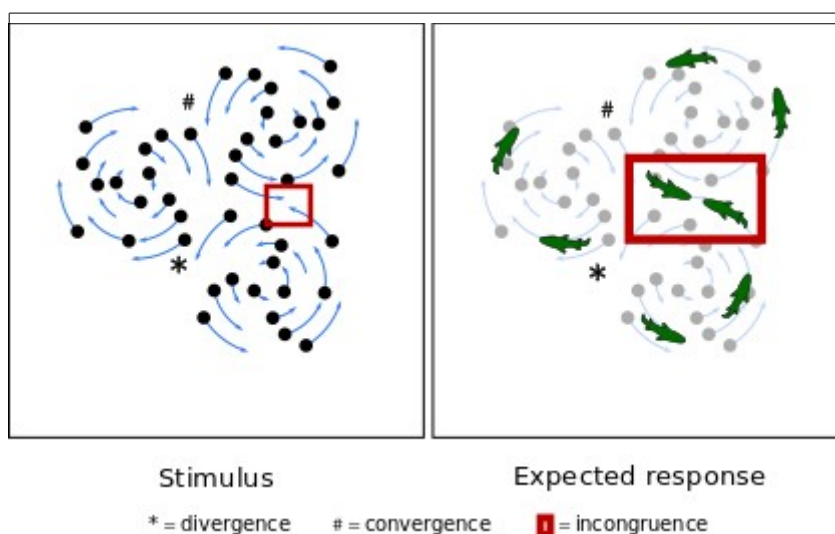 #
*
#
*
Stimulus
Expected response
* = divergence # = convergence = incongruence